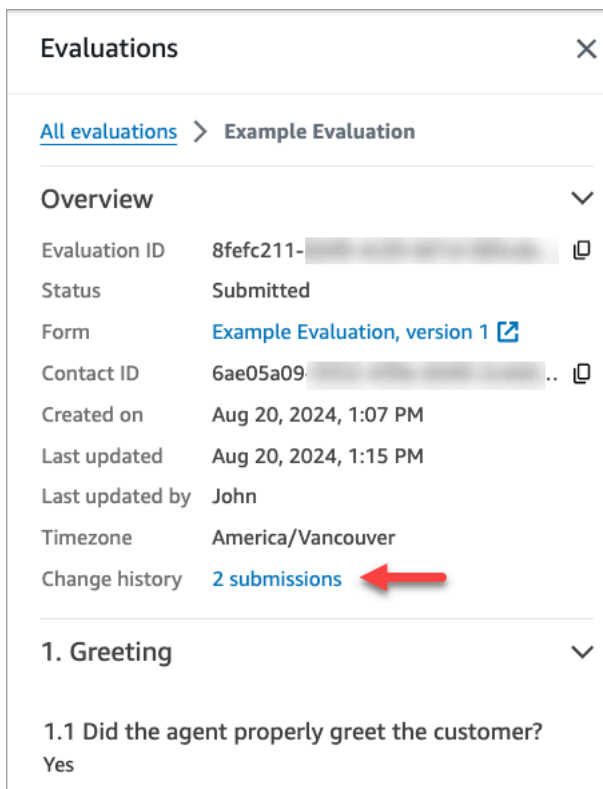 Evaluations
All evaluations > Example Evaluation
Overview
Evaluation ID 8fefc211-
Status Submitted
Form Example Evaluation, version 1
Contact ID 6ae05a09- ..
Created on Aug 20, 2024, 1:07 PM
Last updated Aug 20, 2024, 1:15 PM
Last updated by John
Timezone America/Vancouver
Change history 2 submissions
1. Greeting
1.1 Did the agent properly greet the customer?
Yes